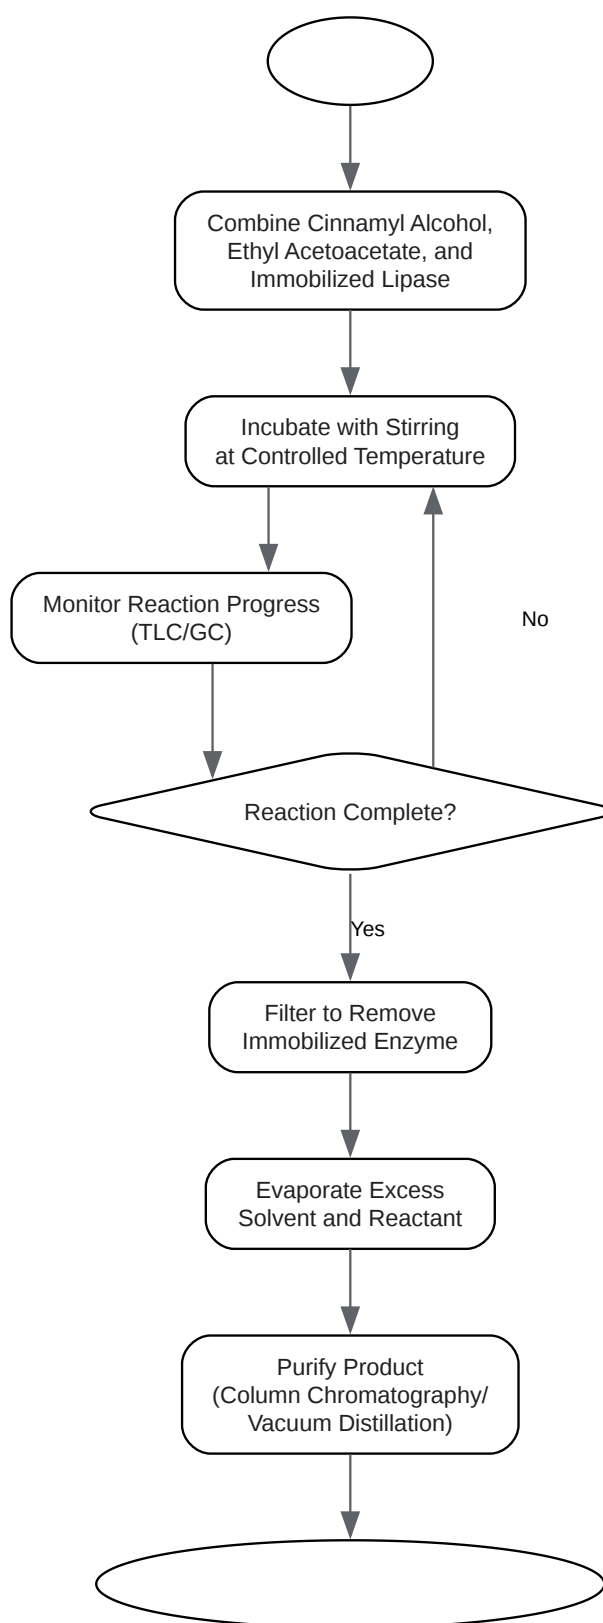 Combine Cinnamyl Alcohol,
Ethyl Acetoacetate, and
Immobilized Lipase
Incubate with Stirring
at Controlled Temperature
Monitor Reaction Progress
(TLC/GC)
No
Reaction Complete?
Yes
Filter to Remove
Immobilized Enzyme
Evaporate Excess
Solvent and Reactant
Purify Product
(Column Chromatography/
Vacuum Distillation)